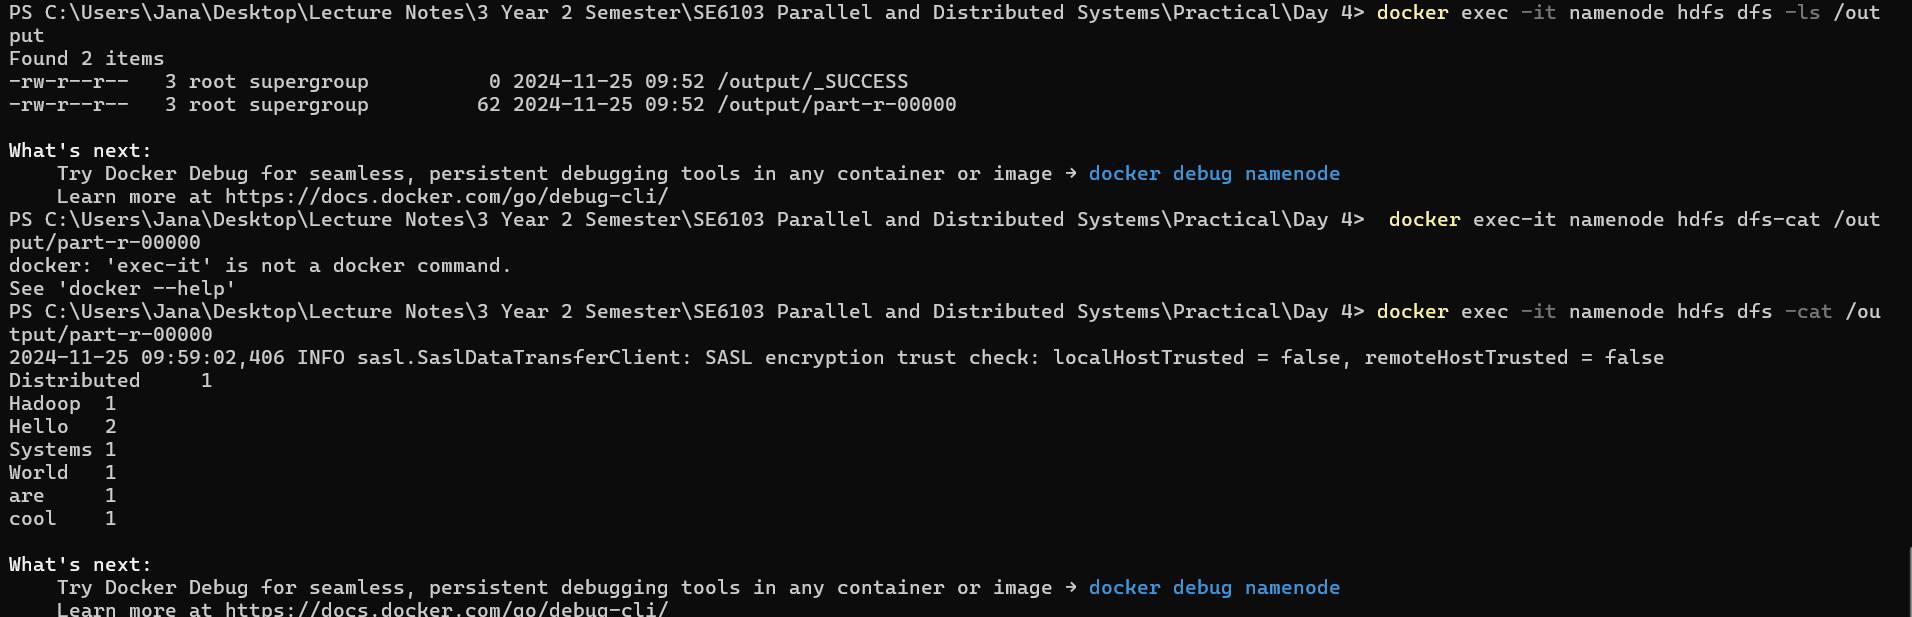 PS C:\Users\Jana\Desktop\Lecture Notes\3 Year 2 Semester\SE6103 Parallel and Distributed Systems\Practical\Day 4> docker exec -it namenode hdfs dfs -ls /out
put
Found 2 items
-rw-r--r--   3 root supergroup          0 2024-11-25 09:52 /output/_SUCCESS
-rw-r--r--   3 root supergroup         62 2024-11-25 09:52 /output/part-r-00000
What's next:
    Try Docker Debug for seamless, persistent debugging tools in any container or image → docker debug namenode
    Learn more at https://docs.docker.com/go/debug-cli/
PS C:\Users\Jana\Desktop\Lecture Notes\3 Year 2 Semester\SE6103 Parallel and Distributed Systems\Practical\Day 4>  docker exec-it namenode hdfs dfs-cat /out
put/part-r-00000
docker: 'exec-it' is not a docker command.
See 'docker --help'
PS C:\Users\Jana\Desktop\Lecture Notes\3 Year 2 Semester\SE6103 Parallel and Distributed Systems\Practical\Day 4> docker exec -it namenode hdfs dfs -cat /ou
tput/part-r-00000
2024-11-25 09:59:02,406 INFO sasl.SaslDataTransferClient: SASL encryption trust check: localHostTrusted = false, remoteHostTrusted = false
Distributed     1
Hadoop  1
Hello   2
Systems 1
World   1
are     1
cool    1
What's next:
    Try Docker Debug for seamless, persistent debugging tools in any container or image → docker debug namenode
    Learn more at https://docs.docker.com/go/debug-cli/